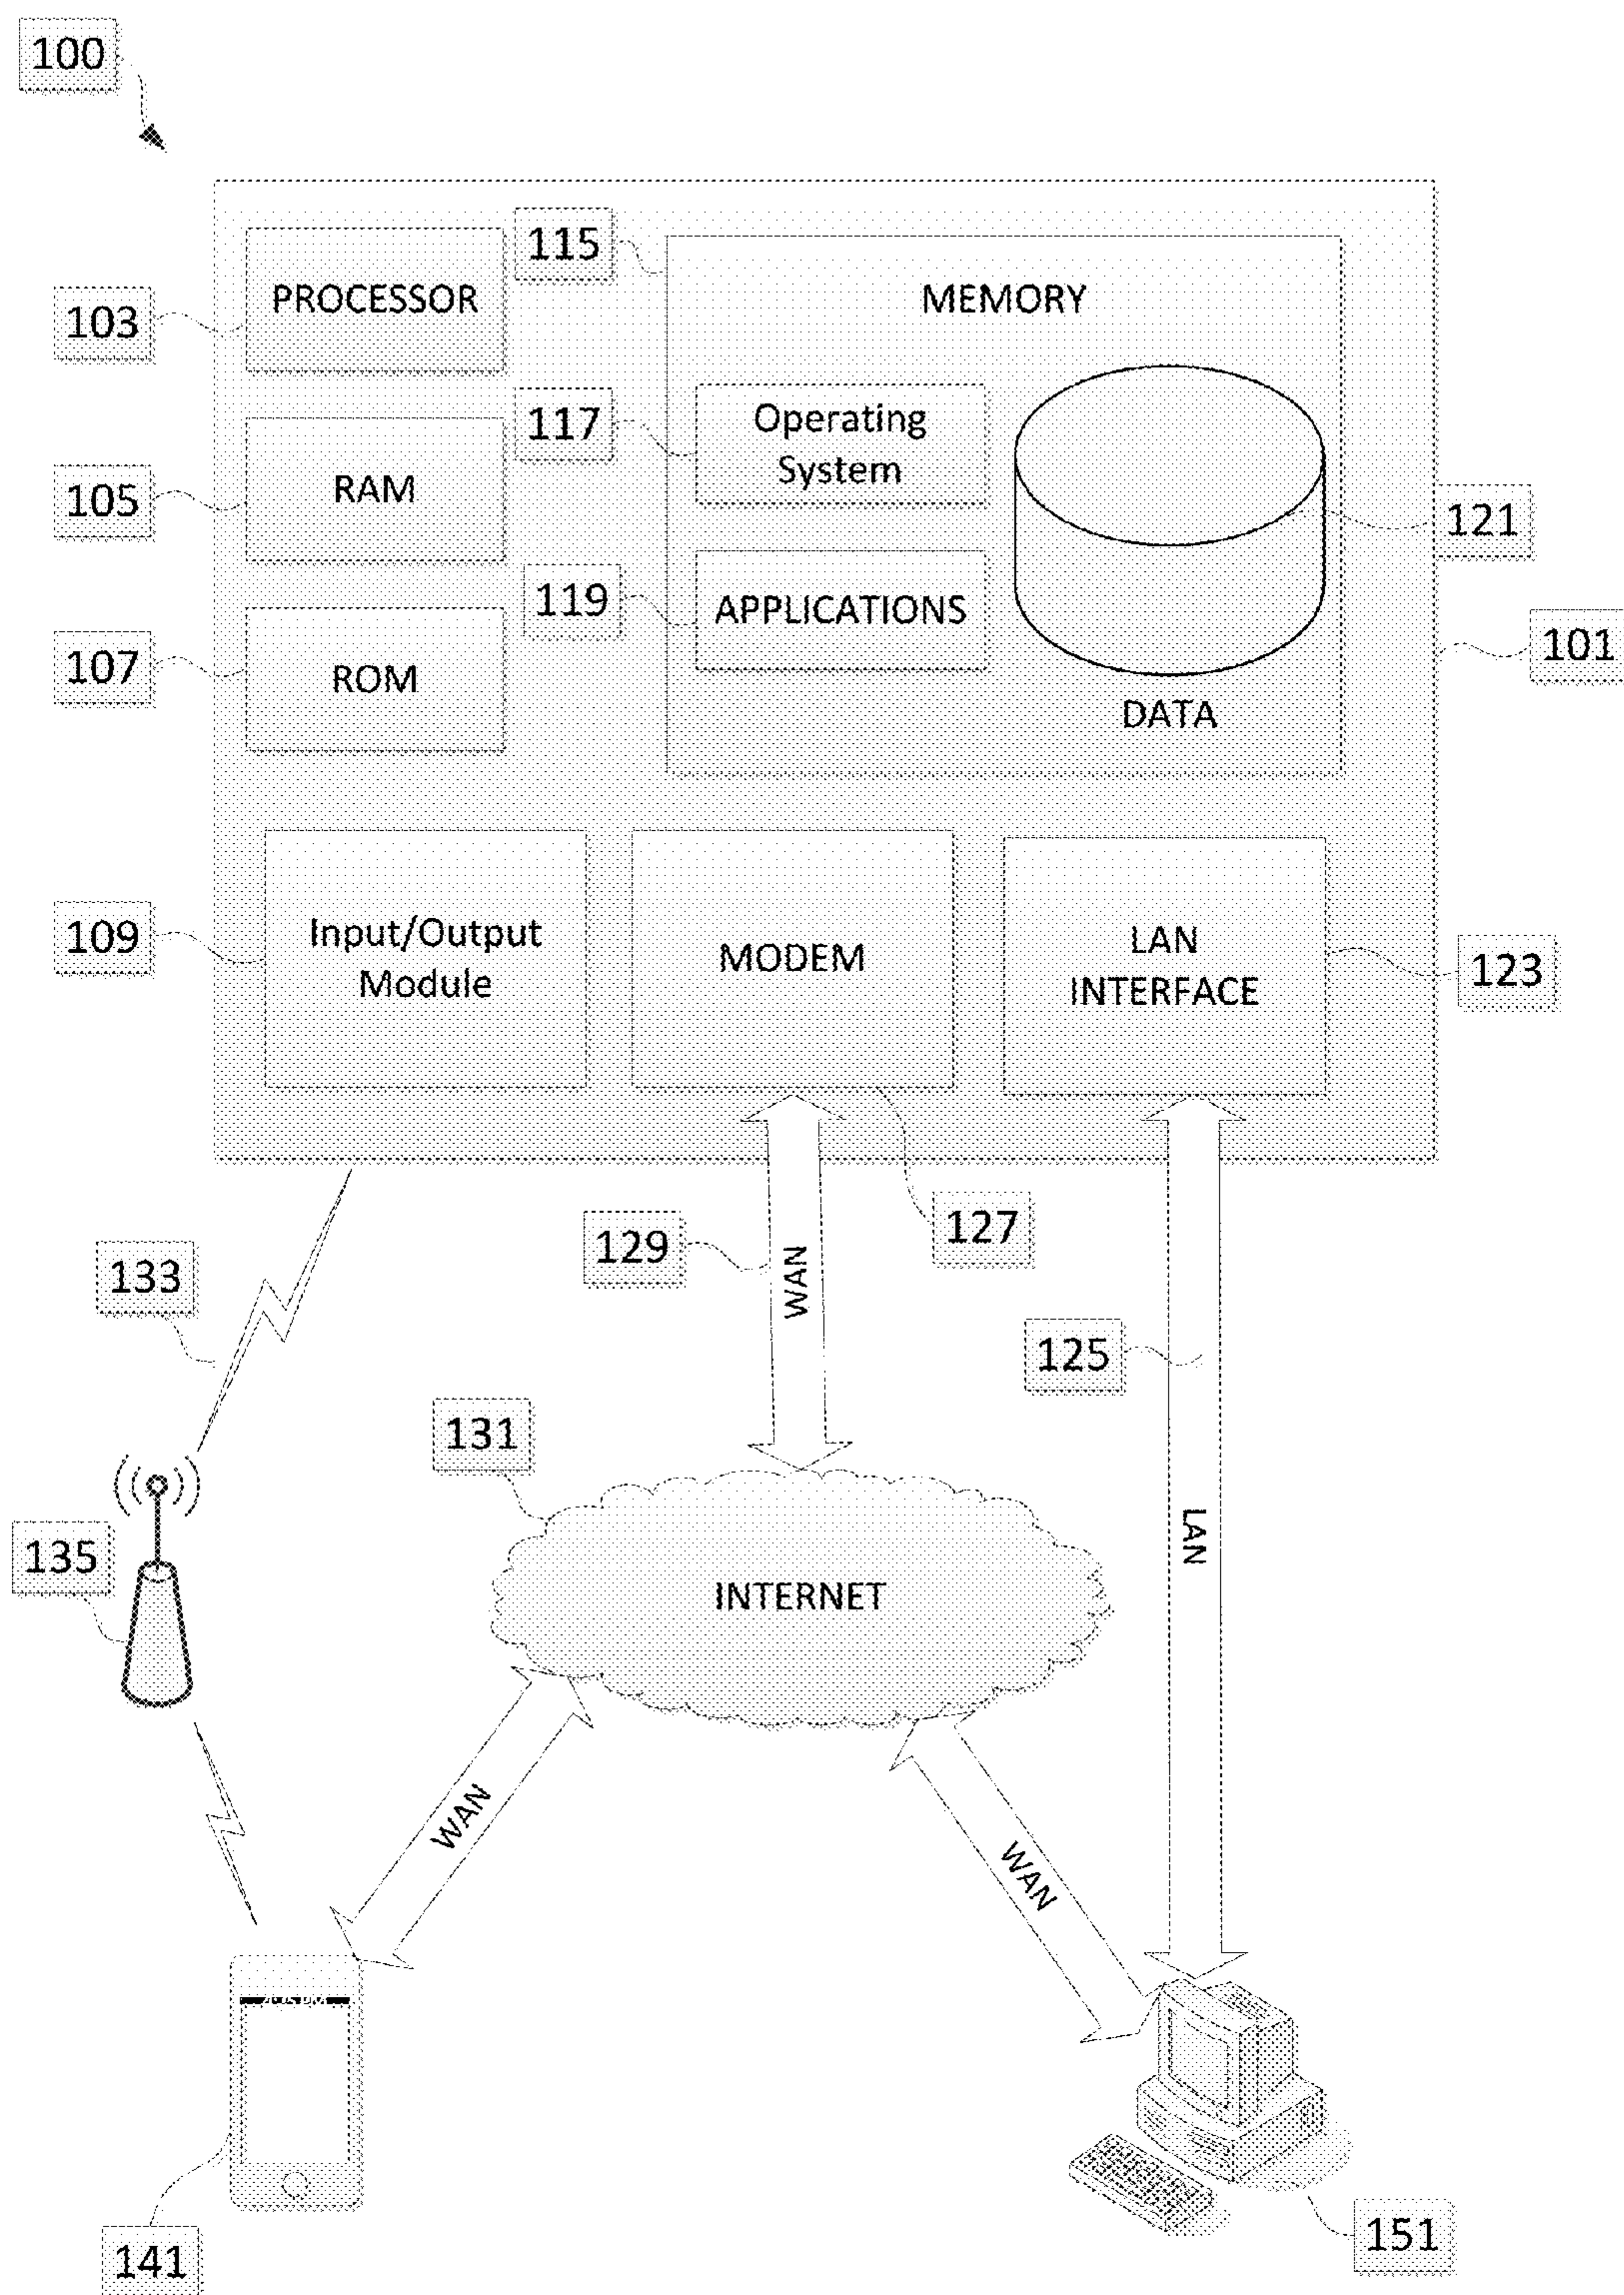 100
115
PROCESSOR
MEMORY
103
117
Operating
System
105
RAM
121
119
APPLICATIONS
101
107
ROM
DATA
109
Input/Output
Module
MODEM
LAN
INTERFACE
123
127
129
WAN
133
125
131
LAN
135
INTERNET
WAN
WAN
141
151